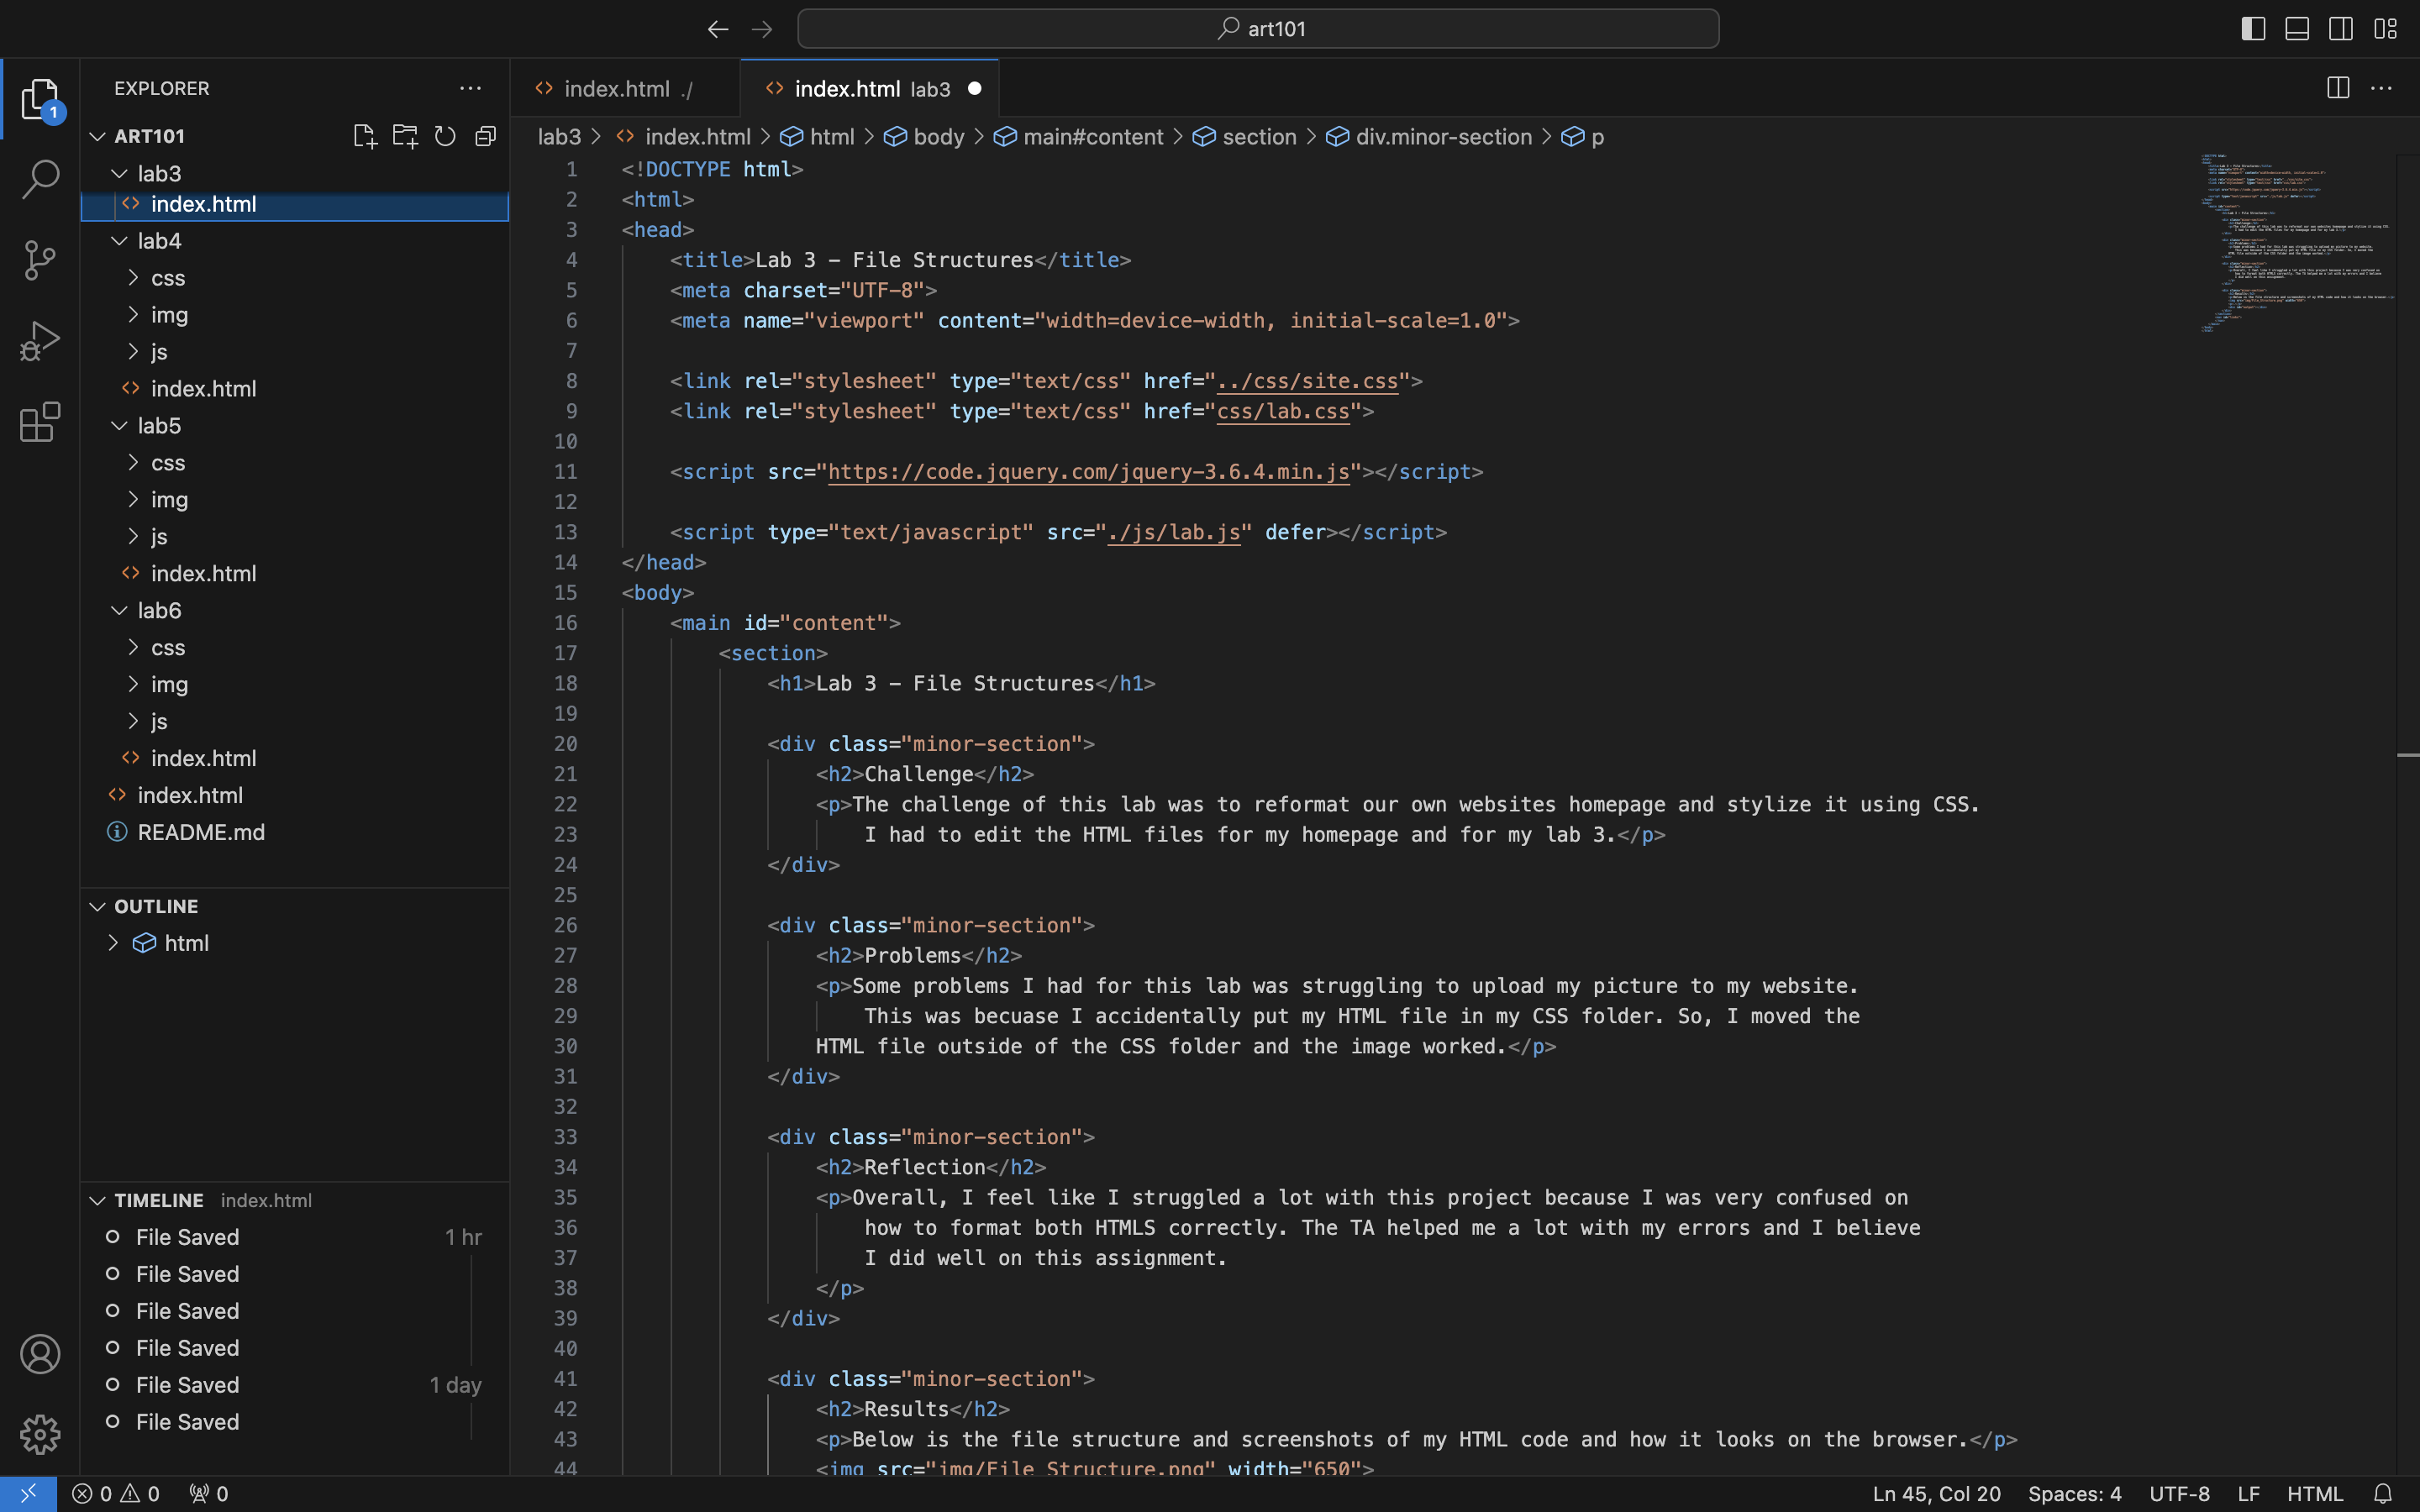 art101
EXPLORER
1
ART101
lab3
index.html
lab4
css
img
js
index.html
lab5
css
img
js
index.html
lab6
css
img
js
index.html
index.html
README.md
OUTLINE
html
TIMELINE index.html
File Saved 1 hr
File Saved
File Saved
File Saved
File Saved 1 day
File Saved
index.html ./
index.html lab3
lab3 > index.html > html > body > main#content > section > div.minor-section > p
1 <!DOCTYPE html>
2 <html>
3 <head>
4 <title>Lab 3 - File Structures</title>
5 <meta charset="UTF-8">
6 <meta name="viewport" content="width=device-width, initial-scale=1.0">
7
8 <link rel="stylesheet" type="text/css" href="../css/site.css">
9 <link rel="stylesheet" type="text/css" href="css/lab.css">
10
11 <script src="https://code.jquery.com/jquery-3.6.4.min.js"></script>
12
13 <script type="text/javascript" src="./js/lab.js" defer></script>
14 </head>
15 <body>
16 <main id="content">
17 <section>
18 <h1>Lab 3 - File Structures</h1>
19
20 <div class="minor-section">
21 <h2>Challenge</h2>
22 <p>The challenge of this lab was to reformat our own websites homepage and stylize it using CSS.
23 I had to edit the HTML files for my homepage and for my lab 3.</p>
24 </div>
25
26 <div class="minor-section">
27 <h2>Problems</h2>
28 <p>Some problems I had for this lab was struggling to upload my picture to my website.
29 This was becuase I accidentally put my HTML file in my CSS folder. So, I moved the
30 HTML file outside of the CSS folder and the image worked.</p>
31 </div>
32
33 <div class="minor-section">
34 <h2>Reflection</h2>
35 <p>Overall, I feel like I struggled a lot with this project because I was very confused on
36 how to format both HTMLS correctly. The TA helped me a lot with my errors and I believe
37 I did well on this assignment.
38 </p>
39 </div>
40
41 <div class="minor-section">
42 <h2>Results</h2>
43 <p>Below is the file structure and screenshots of my HTML code and how it looks on the browser.</p>
44 <img src="img/File_Structure.png" width="650">
0 0 0
Ln 45, Col 20 Spaces: 4 UTF-8 LF HTML